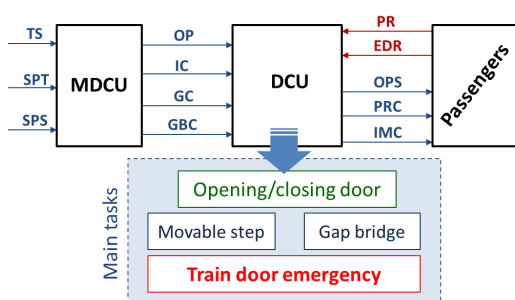 TS
SPT
SPS
MDCU
OP
IC
GC
GBC
DCU
PR
EDR
OPS
PRC
IMC
Passengers
Main tasks
Opening/closing door
Movable step
Gap bridge
Train door emergency